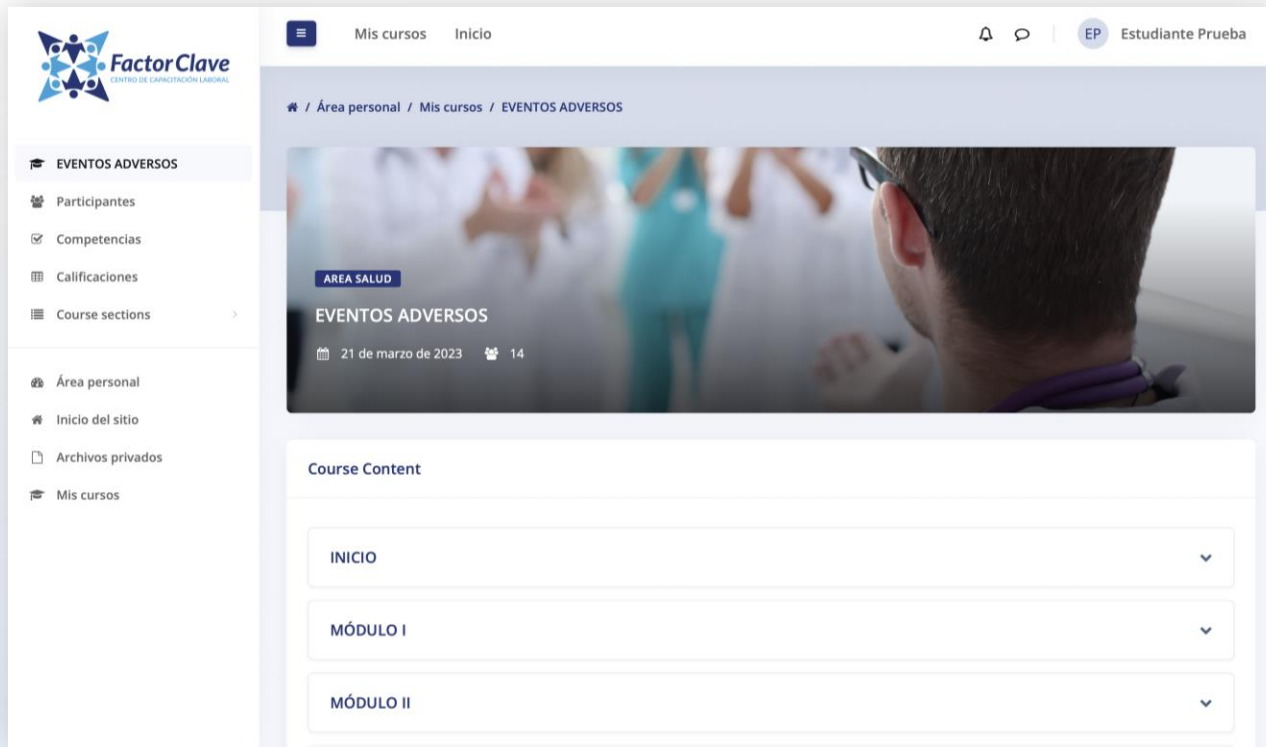 Factor Clave
CENTRO DE CAPACITACIÓN LABORAL
Mis cursos Inicio
EP Estudiante Prueba
/ Área personal / Mis cursos / EVENTOS ADVERSOS
EVENTOS ADVERSOS
Participantes
Competencias
Calificaciones
Course sections
Área personal
Inicio del sitio
Archivos privados
Mis cursos
AREA SALUD
EVENTOS ADVERSOS
21 de marzo de 2023 14
Course Content
INICIO
MÓDULO I
MÓDULO II